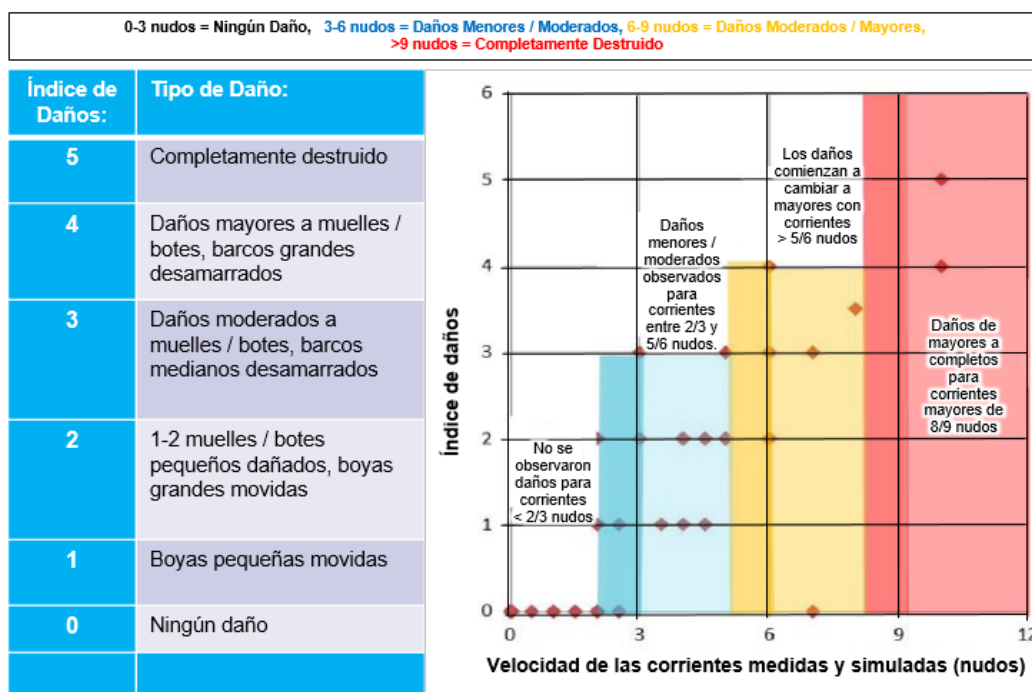 0-3 nudos = Ningún Daño, 3-6 nudos = Daños Menores / Moderados, 6-9 nudos = Daños Moderados / Mayores,
>9 nudos = Completamente Destruido
Índice de
Daños:
Tipo de Daño:
5
Completamente destruido
4
Daños mayores a muelles /
botes, barcos grandes
desamarrados
3
Daños moderados a
muelles / botes, barcos
medianos desamarrados
2
1-2 muelles / botes
pequeños dañados, boyas
grandes movidas
1
Boyas pequeñas movidas
0
Ningún daño
Índice de daños
6
5
4
3
2
1
0
No se
observaron
daños para
corrientes
< 2/3 nudos
Daños
menores /
moderados
observados
para
corrientes
entre 2/3 y
5/6 nudos.
Los daños
comienzan a
cambiar a
mayores con
corrientes
> 5/6 nudos
Daños de
mayores a
completos
para
corrientes
mayores de
8/9 nudos
0
3
6
9
12
Velocidad de las corrientes medidas y simuladas (nudos)